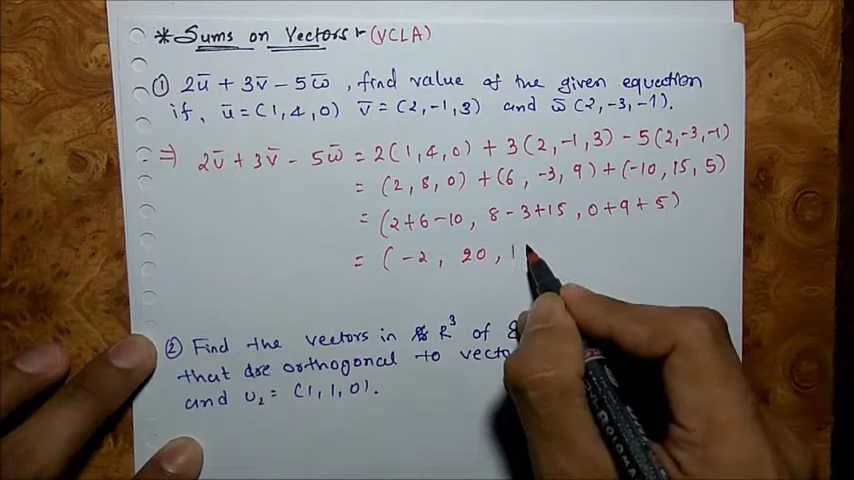 * Sums on Vectors :- (VCLA)
① 2ū + 3v̄ - 5w̄ , find value of the given equation
if, ū = (1, 4, 0) v̄ = (2, -1, 3) and w̄ (2, -3, -1).
=> 2ū + 3v̄ - 5w̄ = 2(1, 4, 0) + 3(2, -1, 3) - 5(2, -3, -1)
= (2, 8, 0) + (6, -3, 9) + (-10, 15, 5)
= (2+6-10, 8-3+15, 0+9+5)
= (-2, 20, 1
② Find the vectors in R³ of
that are orthogonal to vecto
and u₂ = (1, 1, 0).